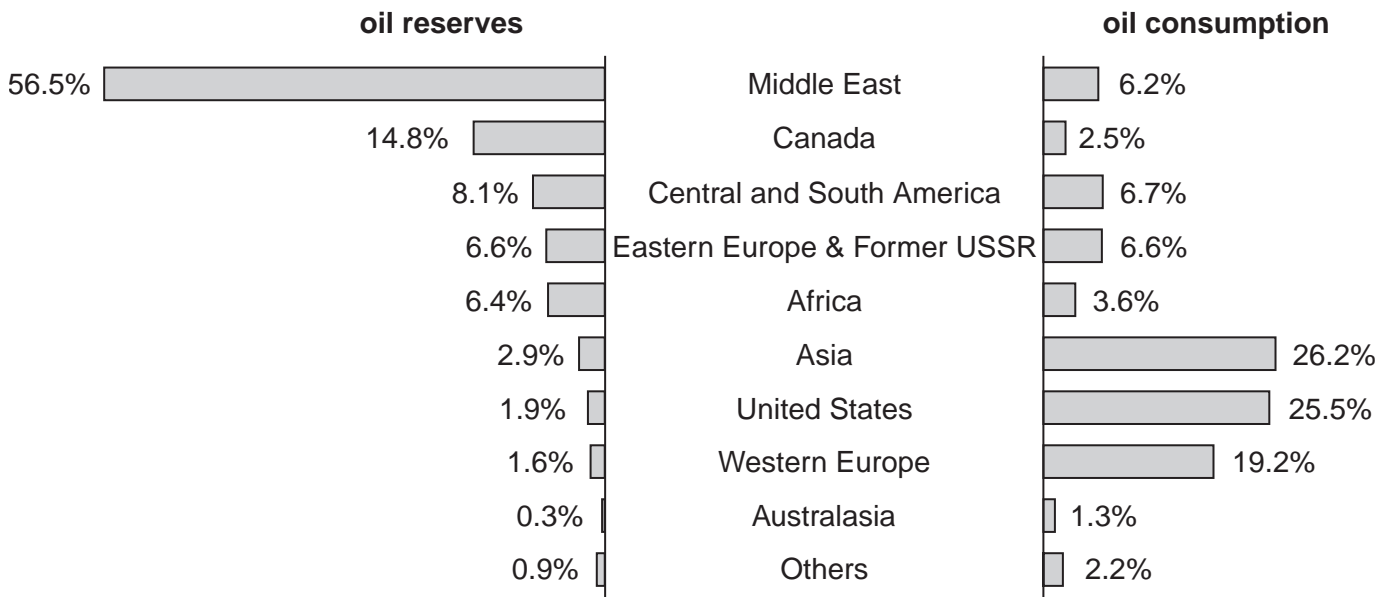 oil reserves oil consumption
56.5% Middle East 6.2%
14.8% Canada 2.5%
8.1% Central and South America 6.7%
6.6% Eastern Europe & Former USSR 6.6%
6.4% Africa 3.6%
2.9% Asia 26.2%
1.9% United States 25.5%
1.6% Western Europe 19.2%
0.3% Australasia 1.3%
0.9% Others 2.2%